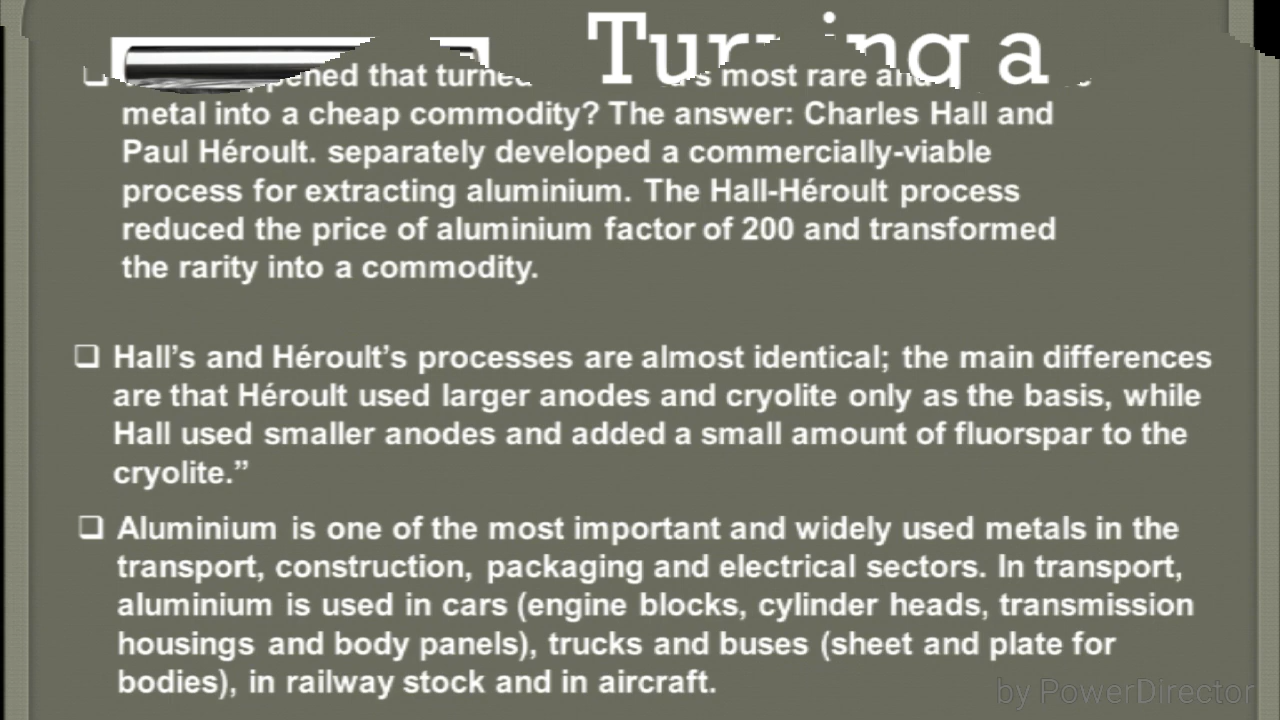 Turning a
pened that turned most rare and
metal into a cheap commodity? The answer: Charles Hall and
Paul Héroult. separately developed a commercially-viable
process for extracting aluminium. The Hall-Héroult process
reduced the price of aluminium factor of 200 and transformed
the rarity into a commodity.
Hall’s and Héroult’s processes are almost identical; the main differences
are that Héroult used larger anodes and cryolite only as the basis, while
Hall used smaller anodes and added a small amount of fluorspar to the
cryolite.”
Aluminium is one of the most important and widely used metals in the
transport, construction, packaging and electrical sectors. In transport,
aluminium is used in cars (engine blocks, cylinder heads, transmission
housings and body panels), trucks and buses (sheet and plate for
bodies), in railway stock and in aircraft.
by PowerDirector